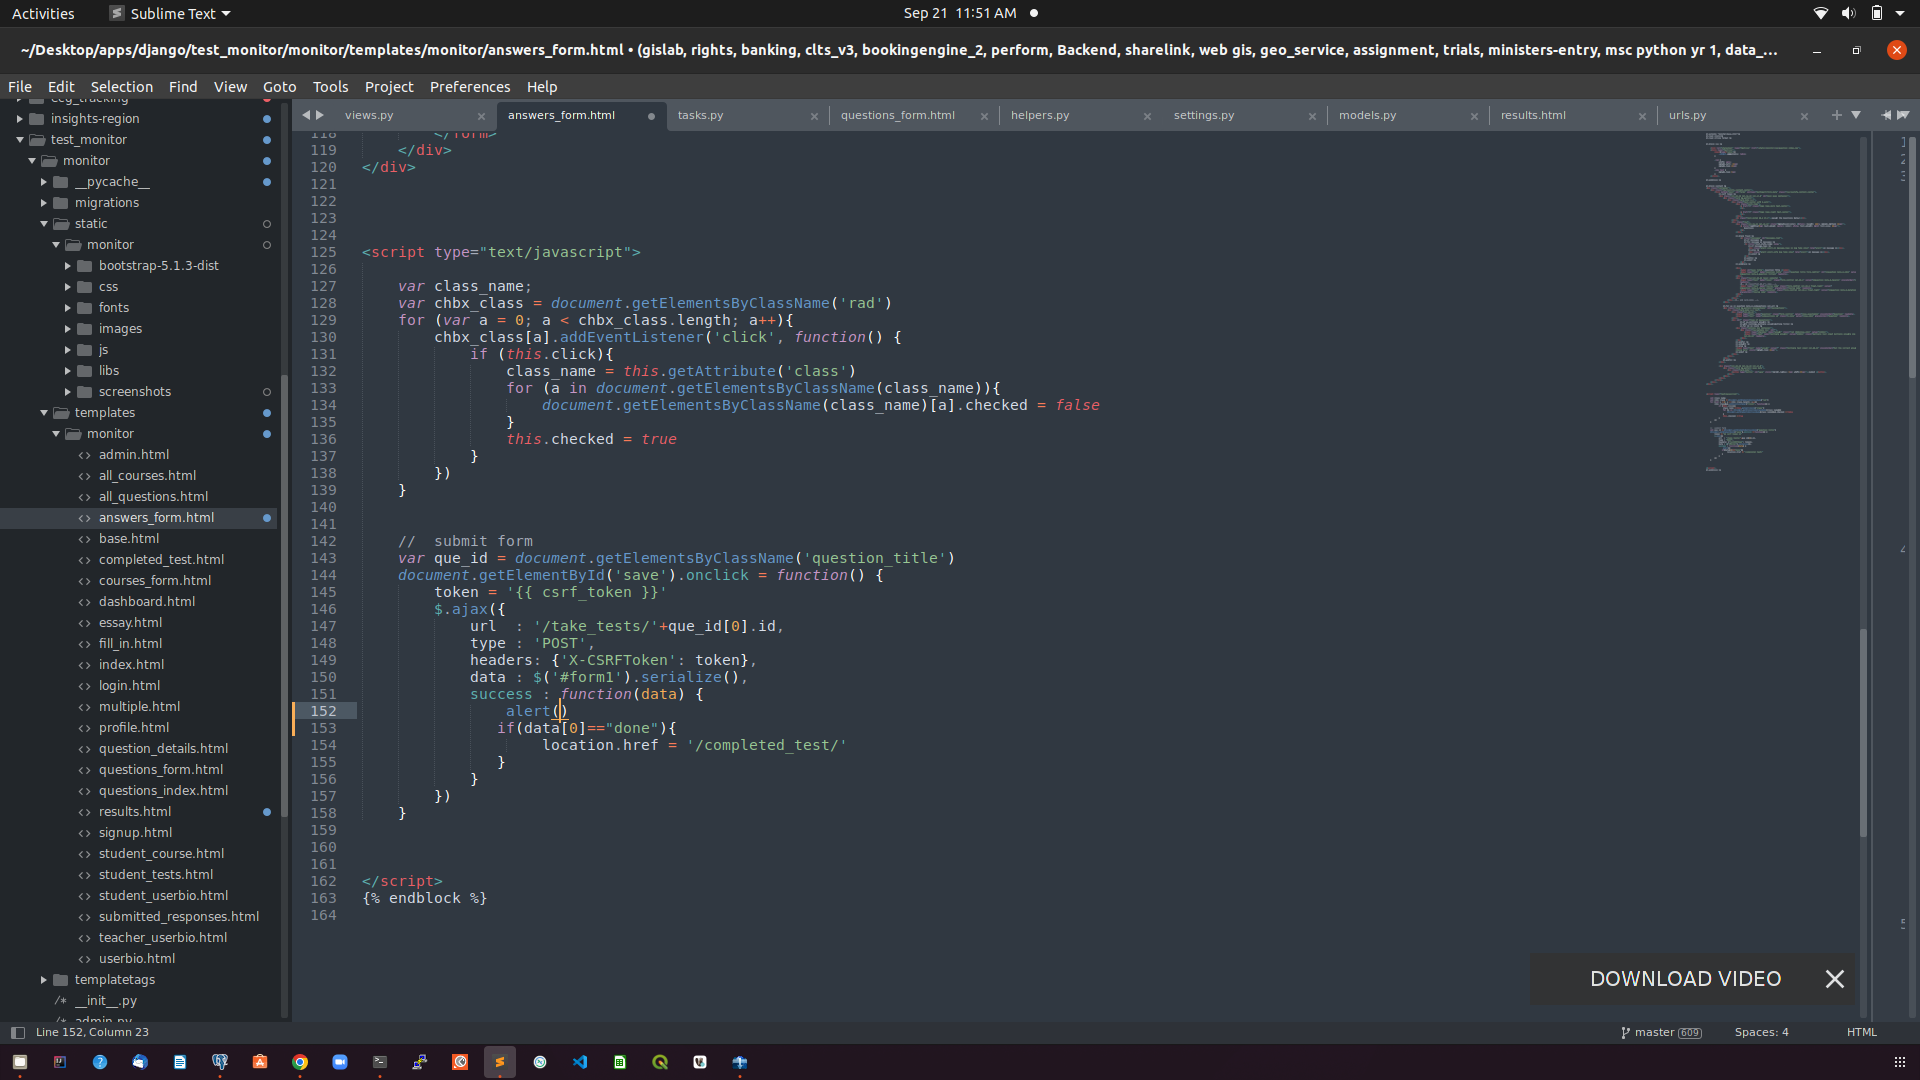 Activities
Sublime Text
Sep 21 11:51 AM
~/Desktop/apps/django/test_monitor/monitor/templates/monitor/answers_form.html • (gislab, rights, banking, clts_v3, bookingengine_2, perform, Backend, sharelink, web gis, geo_service, assignment, trials, ministers-entry, msc python yr 1, data_...
File Edit Selection Find View Goto Tools Project Preferences Help
insights-region
test_monitor
monitor
__pycache__
migrations
static
monitor
bootstrap-5.1.3-dist
css
fonts
images
js
libs
screenshots
templates
monitor
admin.html
all_courses.html
all_questions.html
answers_form.html
base.html
completed_test.html
courses_form.html
dashboard.html
essay.html
fill_in.html
index.html
login.html
multiple.html
profile.html
question_details.html
questions_form.html
questions_index.html
results.html
signup.html
student_course.html
student_tests.html
student_userbio.html
submitted_responses.html
teacher_userbio.html
userbio.html
templatetags
/* __init__.py
/* admin.py
views.py
answers_form.html
tasks.py
questions_form.html
helpers.py
settings.py
models.py
results.html
urls.py
118 </form>
119 </div>
120 </div>
121
122
123
124
125 <script type="text/javascript">
126
127 var class_name;
128 var chbx_class = document.getElementsByClassName('rad')
129 for (var a = 0; a < chbx_class.length; a++){
130 chbx_class[a].addEventListener('click', function() {
131 if (this.click){
132 class_name = this.getAttribute('class')
133 for (a in document.getElementsByClassName(class_name)){
134 document.getElementsByClassName(class_name)[a].checked = false
135 }
136 this.checked = true
137 }
138 })
139 }
140
141
142 // submit form
143 var que_id = document.getElementsByClassName('question_title')
144 document.getElementById('save').onclick = function() {
145 token = '{{ csrf_token }}'
146 $.ajax({
147 url : '/take_tests/'+que_id[0].id,
148 type : 'POST',
149 headers: {'X-CSRFToken': token},
150 data : $('#form1').serialize(),
151 success : function(data) {
152 alert()
153 if(data[0]=="done"){
154 location.href = '/completed_test/'
155 }
156 }
157 })
158 }
159
160
161
162 </script>
163 {% endblock %}
164
DOWNLOAD VIDEO
Line 152, Column 23
master 609
Spaces: 4
HTML